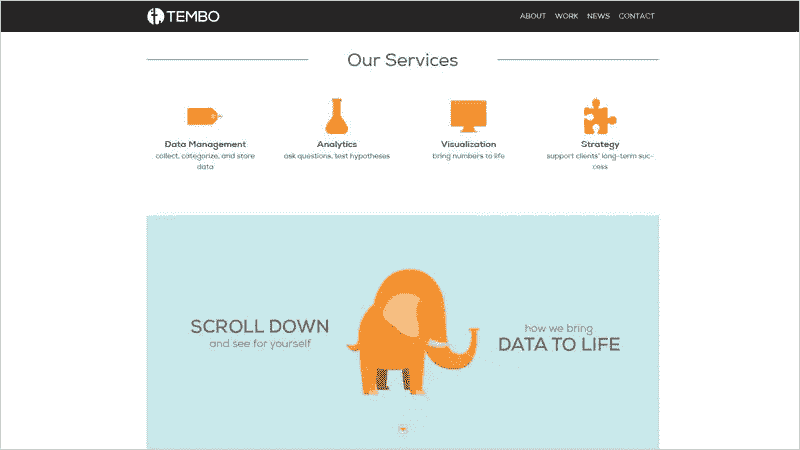 TEMBO
ABOUT WORK NEWS CONTACT
Our Services
Data Management
collect, categorize, and store
data
Analytics
ask questions, test hypotheses
Visualization
bring numbers to life
Strategy
support clients' long-term suc-
cess
SCROLL DOWN
and see for yourself
how we bring
DATA TO LIFE